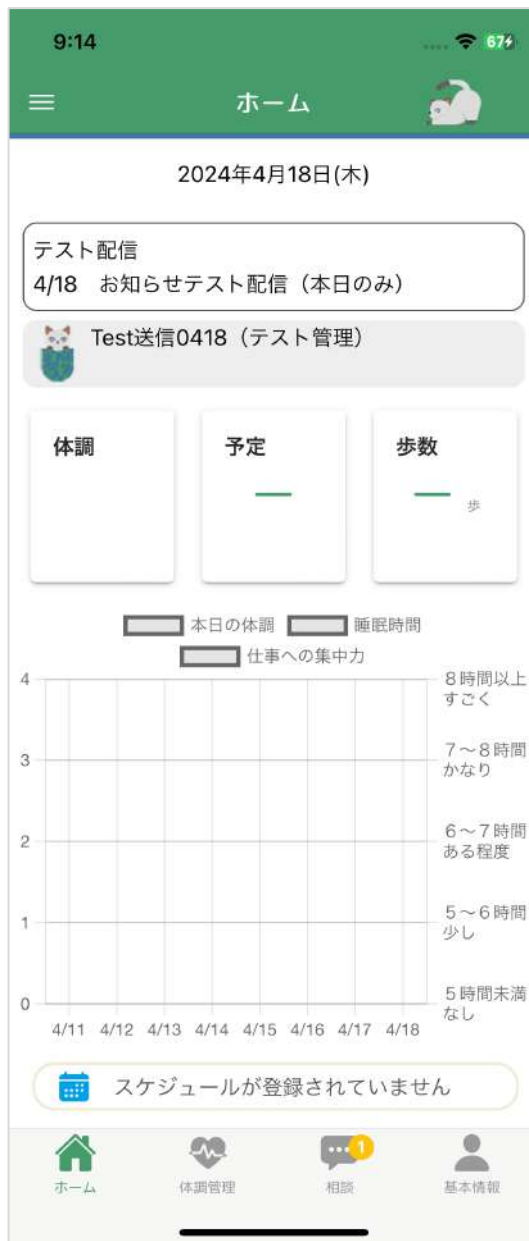 9:14
67
ホーム
2024年4月18日(木)
テスト配信
4/18 お知らせテスト配信（本日のみ）
Test送信0418（テスト管理）
体調
予定
歩数
歩
本日の体調
睡眠時間
仕事への集中力
4
8時間以上
すごく
3
7〜8時間
かなり
2
6〜7時間
ある程度
1
5〜6時間
少し
0
5時間未満
なし
4/11 4/12 4/13 4/14 4/15 4/16 4/17 4/18
スケジュールが登録されていません
1
ホーム
体調管理
相談
基本情報